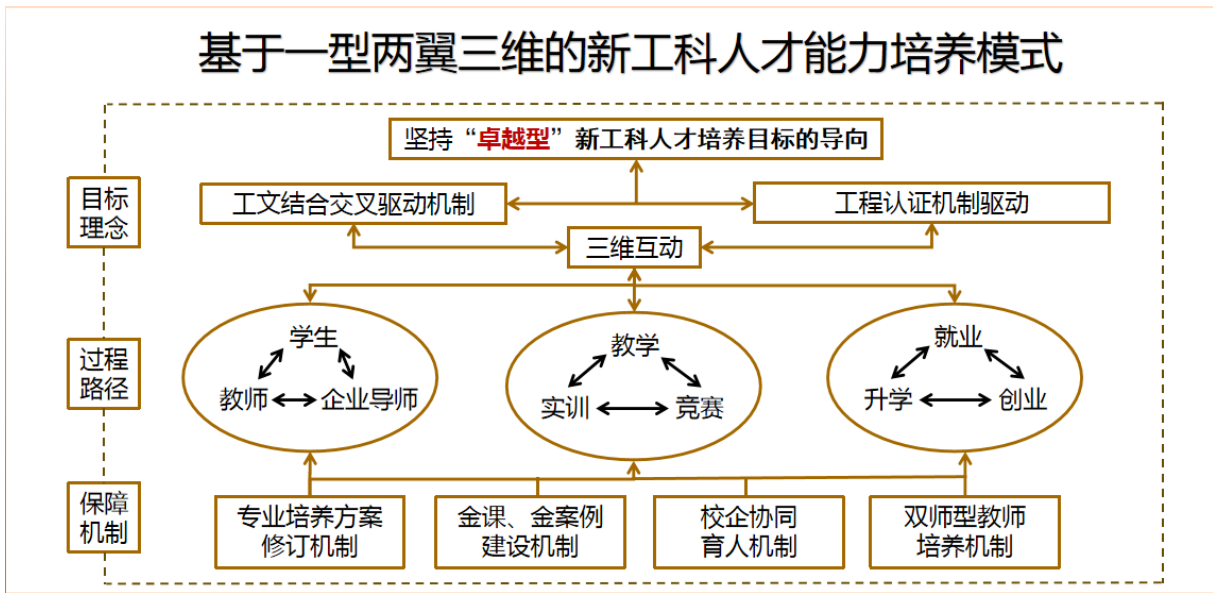 基于一型两翼三维的新工科人才能力培养模式
坚持“卓越型”新工科人才培养目标的导向
目标
理念
工文结合交叉驱动机制
工程认证机制驱动
三维互动
过程
路径
学生
教师
企业导师
教学
实训
竞赛
就业
升学
创业
保障
机制
专业培养方案
修订机制
金课、金案例
建设机制
校企协同
育人机制
双师型教师
培养机制